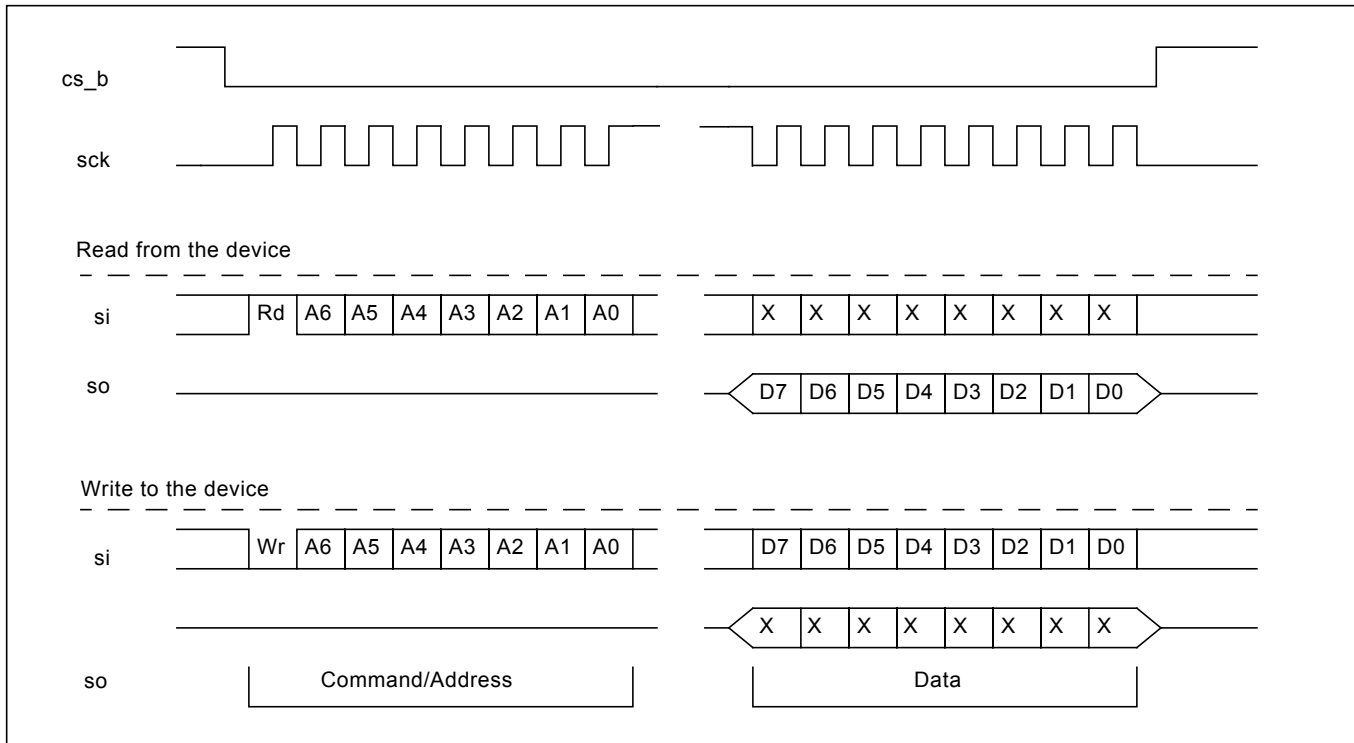 cs_b
sck
Read from the device
si Rd A6 A5 A4 A3 A2 A1 A0 X X X X X X X X
so D7 D6 D5 D4 D3 D2 D1 D0
Write to the device
si Wr A6 A5 A4 A3 A2 A1 A0 D7 D6 D5 D4 D3 D2 D1 D0
X X X X X X X X
so Command/Address Data